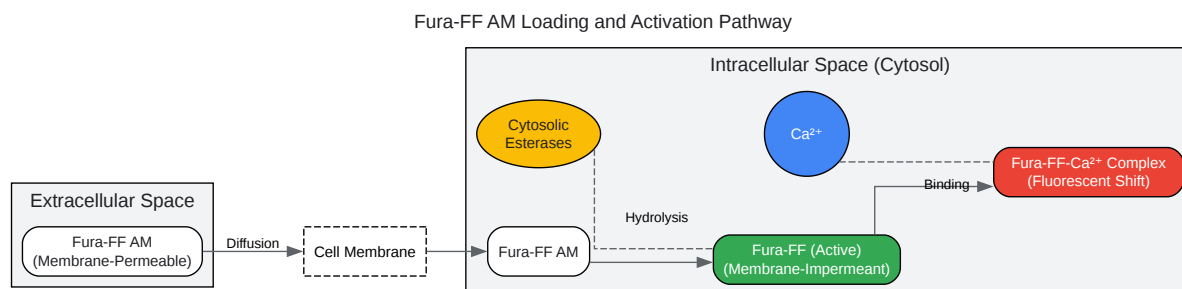 Fura-FF AM Loading and Activation Pathway
Intracellular Space (Cytosol)
Cytosolic
Esterases
Ca²⁺
Fura-FF-Ca²⁺ Complex
(Fluorescent Shift)
Binding
Extracellular Space
Hydrolysis
Fura-FF AM
(Membrane-Permeable)
Diffusion
Cell Membrane
Fura-FF AM
Fura-FF (Active)
(Membrane-Impermeant)